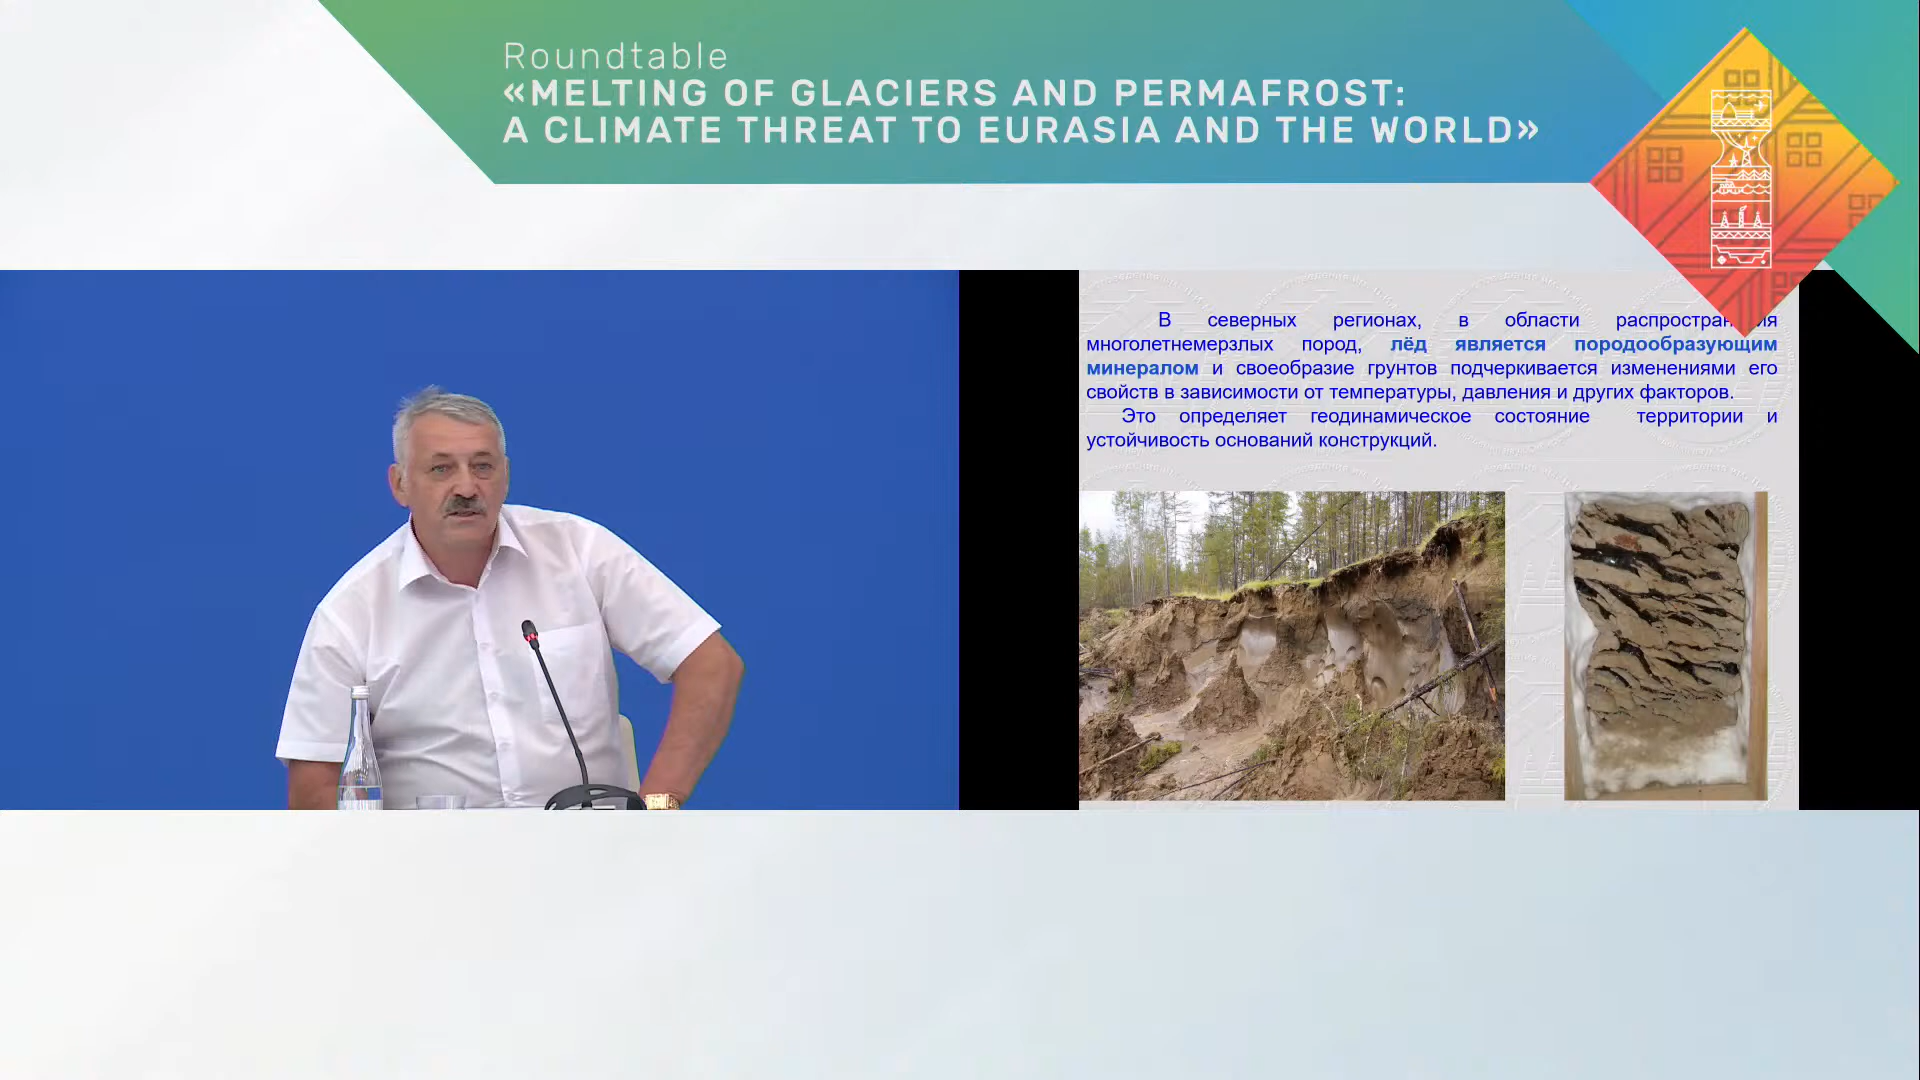 Roundtable
«MELTING OF GLACIERS AND PERMAFROST:
A CLIMATE THREAT TO EURASIA AND THE WORLD»
В северных регионах, в области
многолетнемерзлых пород, лёд является породообразующим
минералом и своеобразие грунтов подчеркивается изменениями его
свойств в зависимости от температуры, давления и других факторов.
Это определяет геодинамическое состояние территории и
устойчивость оснований конструкций.